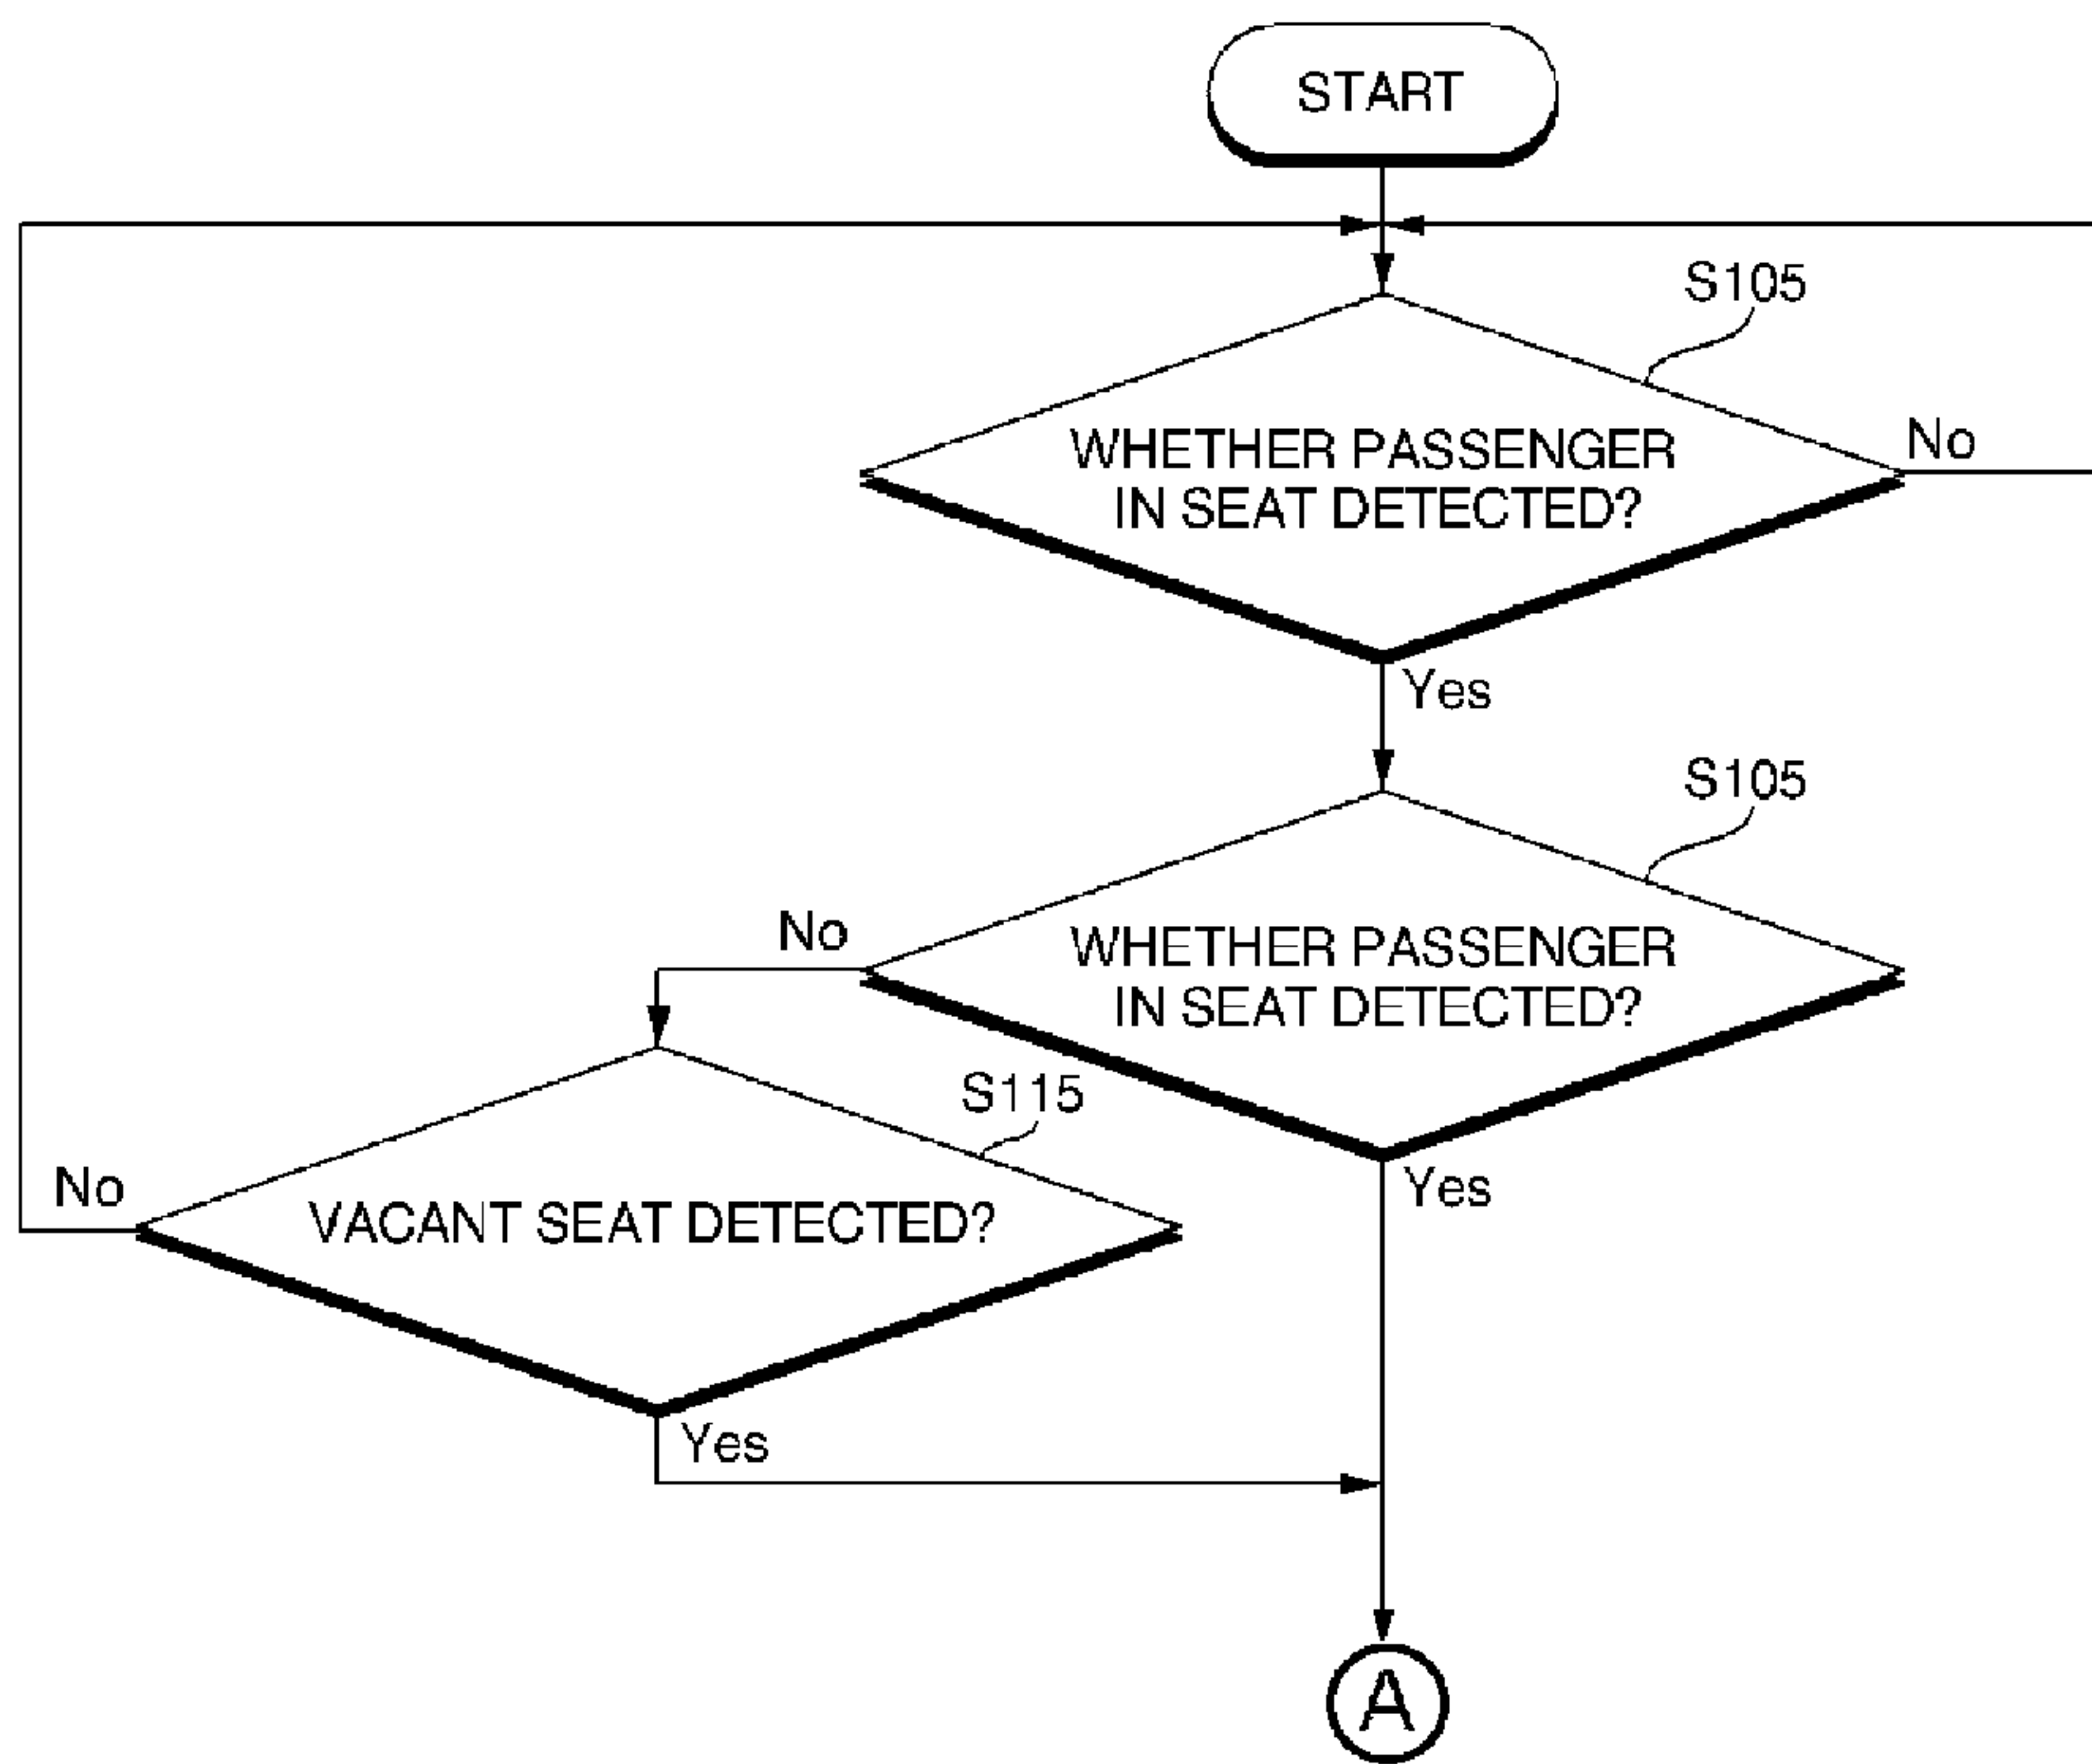 START
S105
WHETHER PASSENGER
IN SEAT DETECTED?
No
Yes
S105
WHETHER PASSENGER
IN SEAT DETECTED?
No
Yes
S115
VACANT SEAT DETECTED?
No
Yes
A